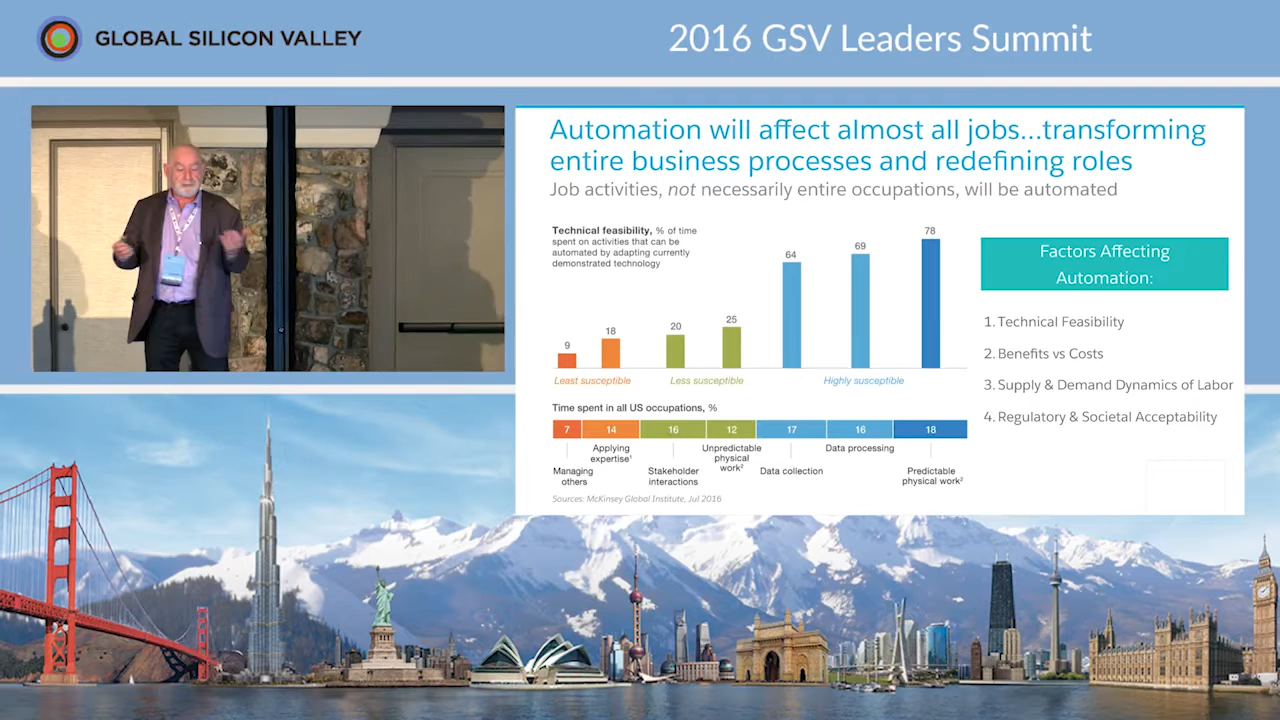 GLOBAL SILICON VALLEY
2016 GSV Leaders Summit
Automation will affect almost all jobs...transforming
entire business processes and redefining roles
Job activities, not necessarily entire occupations, will be automated
Technical feasibility, % of time
spent on activities that can be
automated by adapting currently
demonstrated technology
9
18
20
25
64
69
78
Least susceptible
Less susceptible
Highly susceptible
Time spent in all US occupations, %
7
14
16
12
17
16
18
Managing
others
Applying
expertise¹
Stakeholder
interactions
Unpredictable
physical
work²
Data collection
Data processing
Predictable
physical work²
Sources: McKinsey Global Institute, Jul 2016
Factors Affecting
Automation:
1. Technical Feasibility
2. Benefits vs Costs
3. Supply & Demand Dynamics of Labor
4. Regulatory & Societal Acceptability